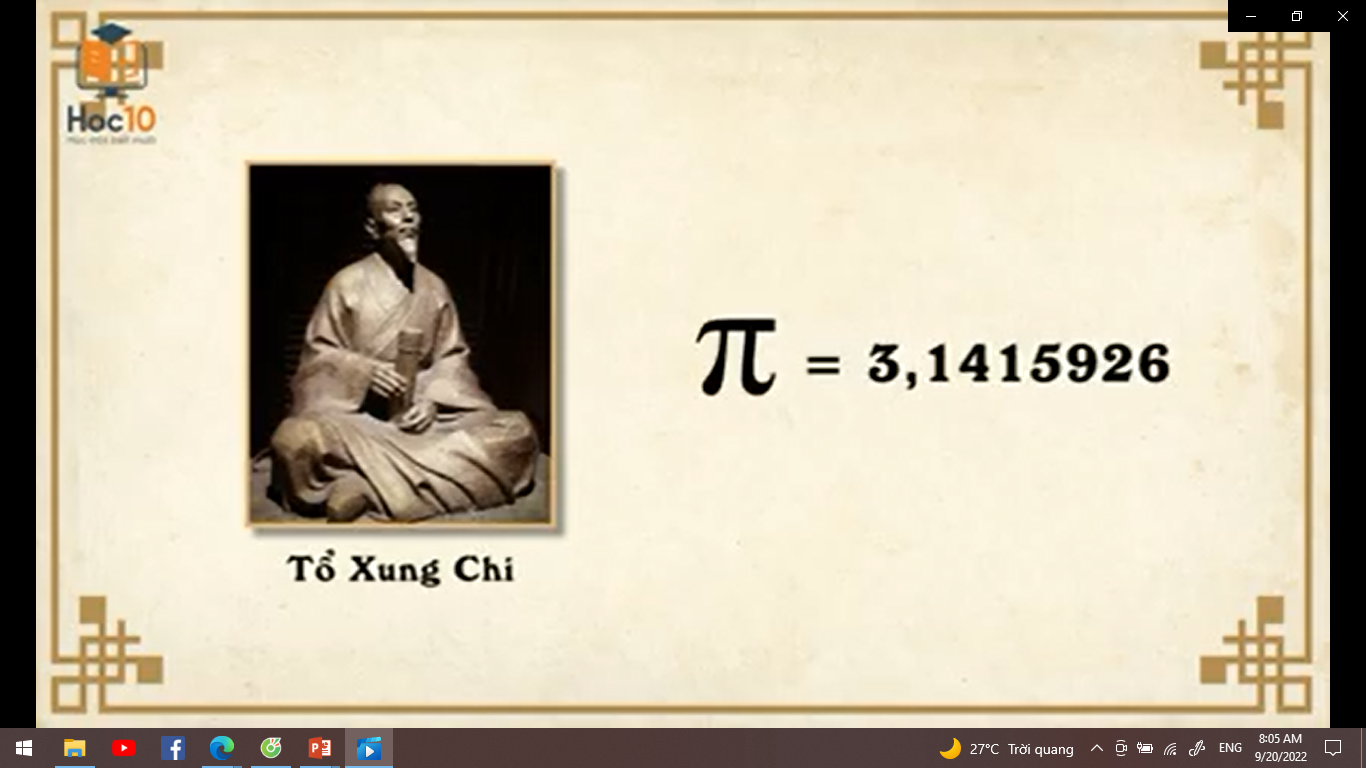 Hoc10
π = 3,1415926
Tổ Xung Chi
27°C Trời quang
ENG
8:05 AM
9/20/2022